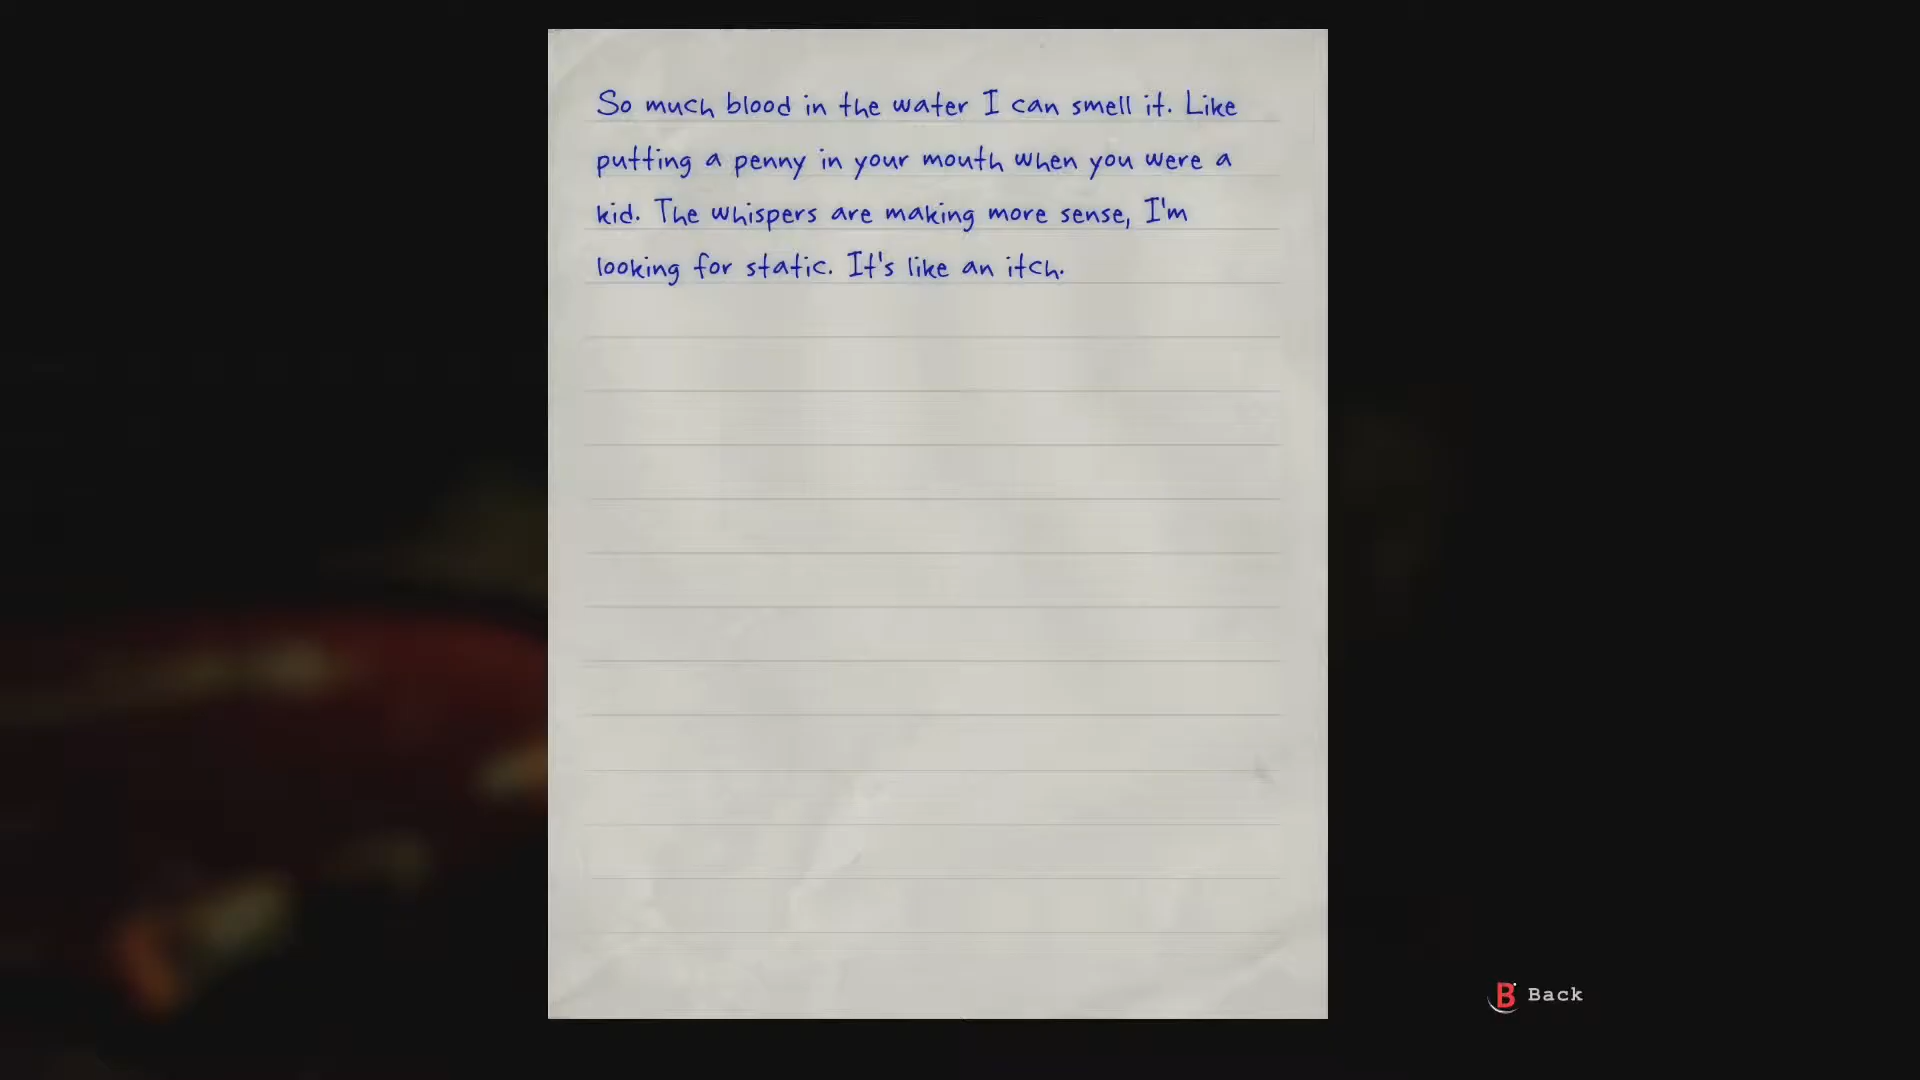 So much blood in the water I can smell it. Like
putting a penny in your mouth when you were a
kid. The whispers are making more sense, I'm
looking for static. It's like an itch.
B Back